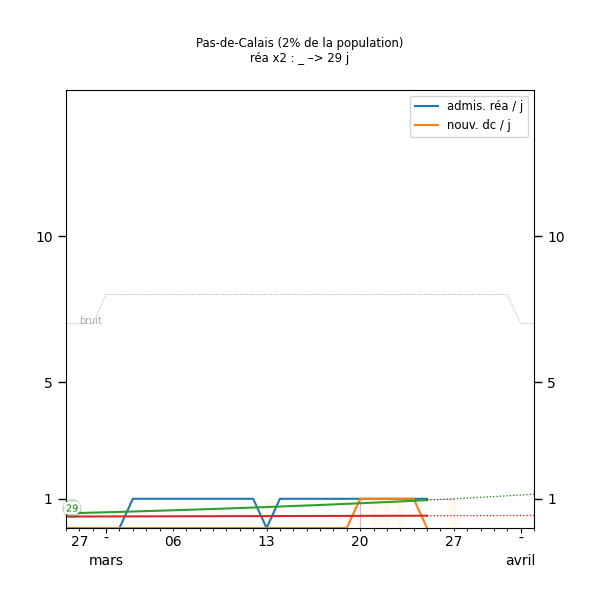 Pas-de-Calais (2% de la population)
réa x2 : _ –> 29 j
admis. réa / j
nouv. dc / j
10 10
bruit
5 5
1 1
29
27 - 06 13 20 27 -
mars avril